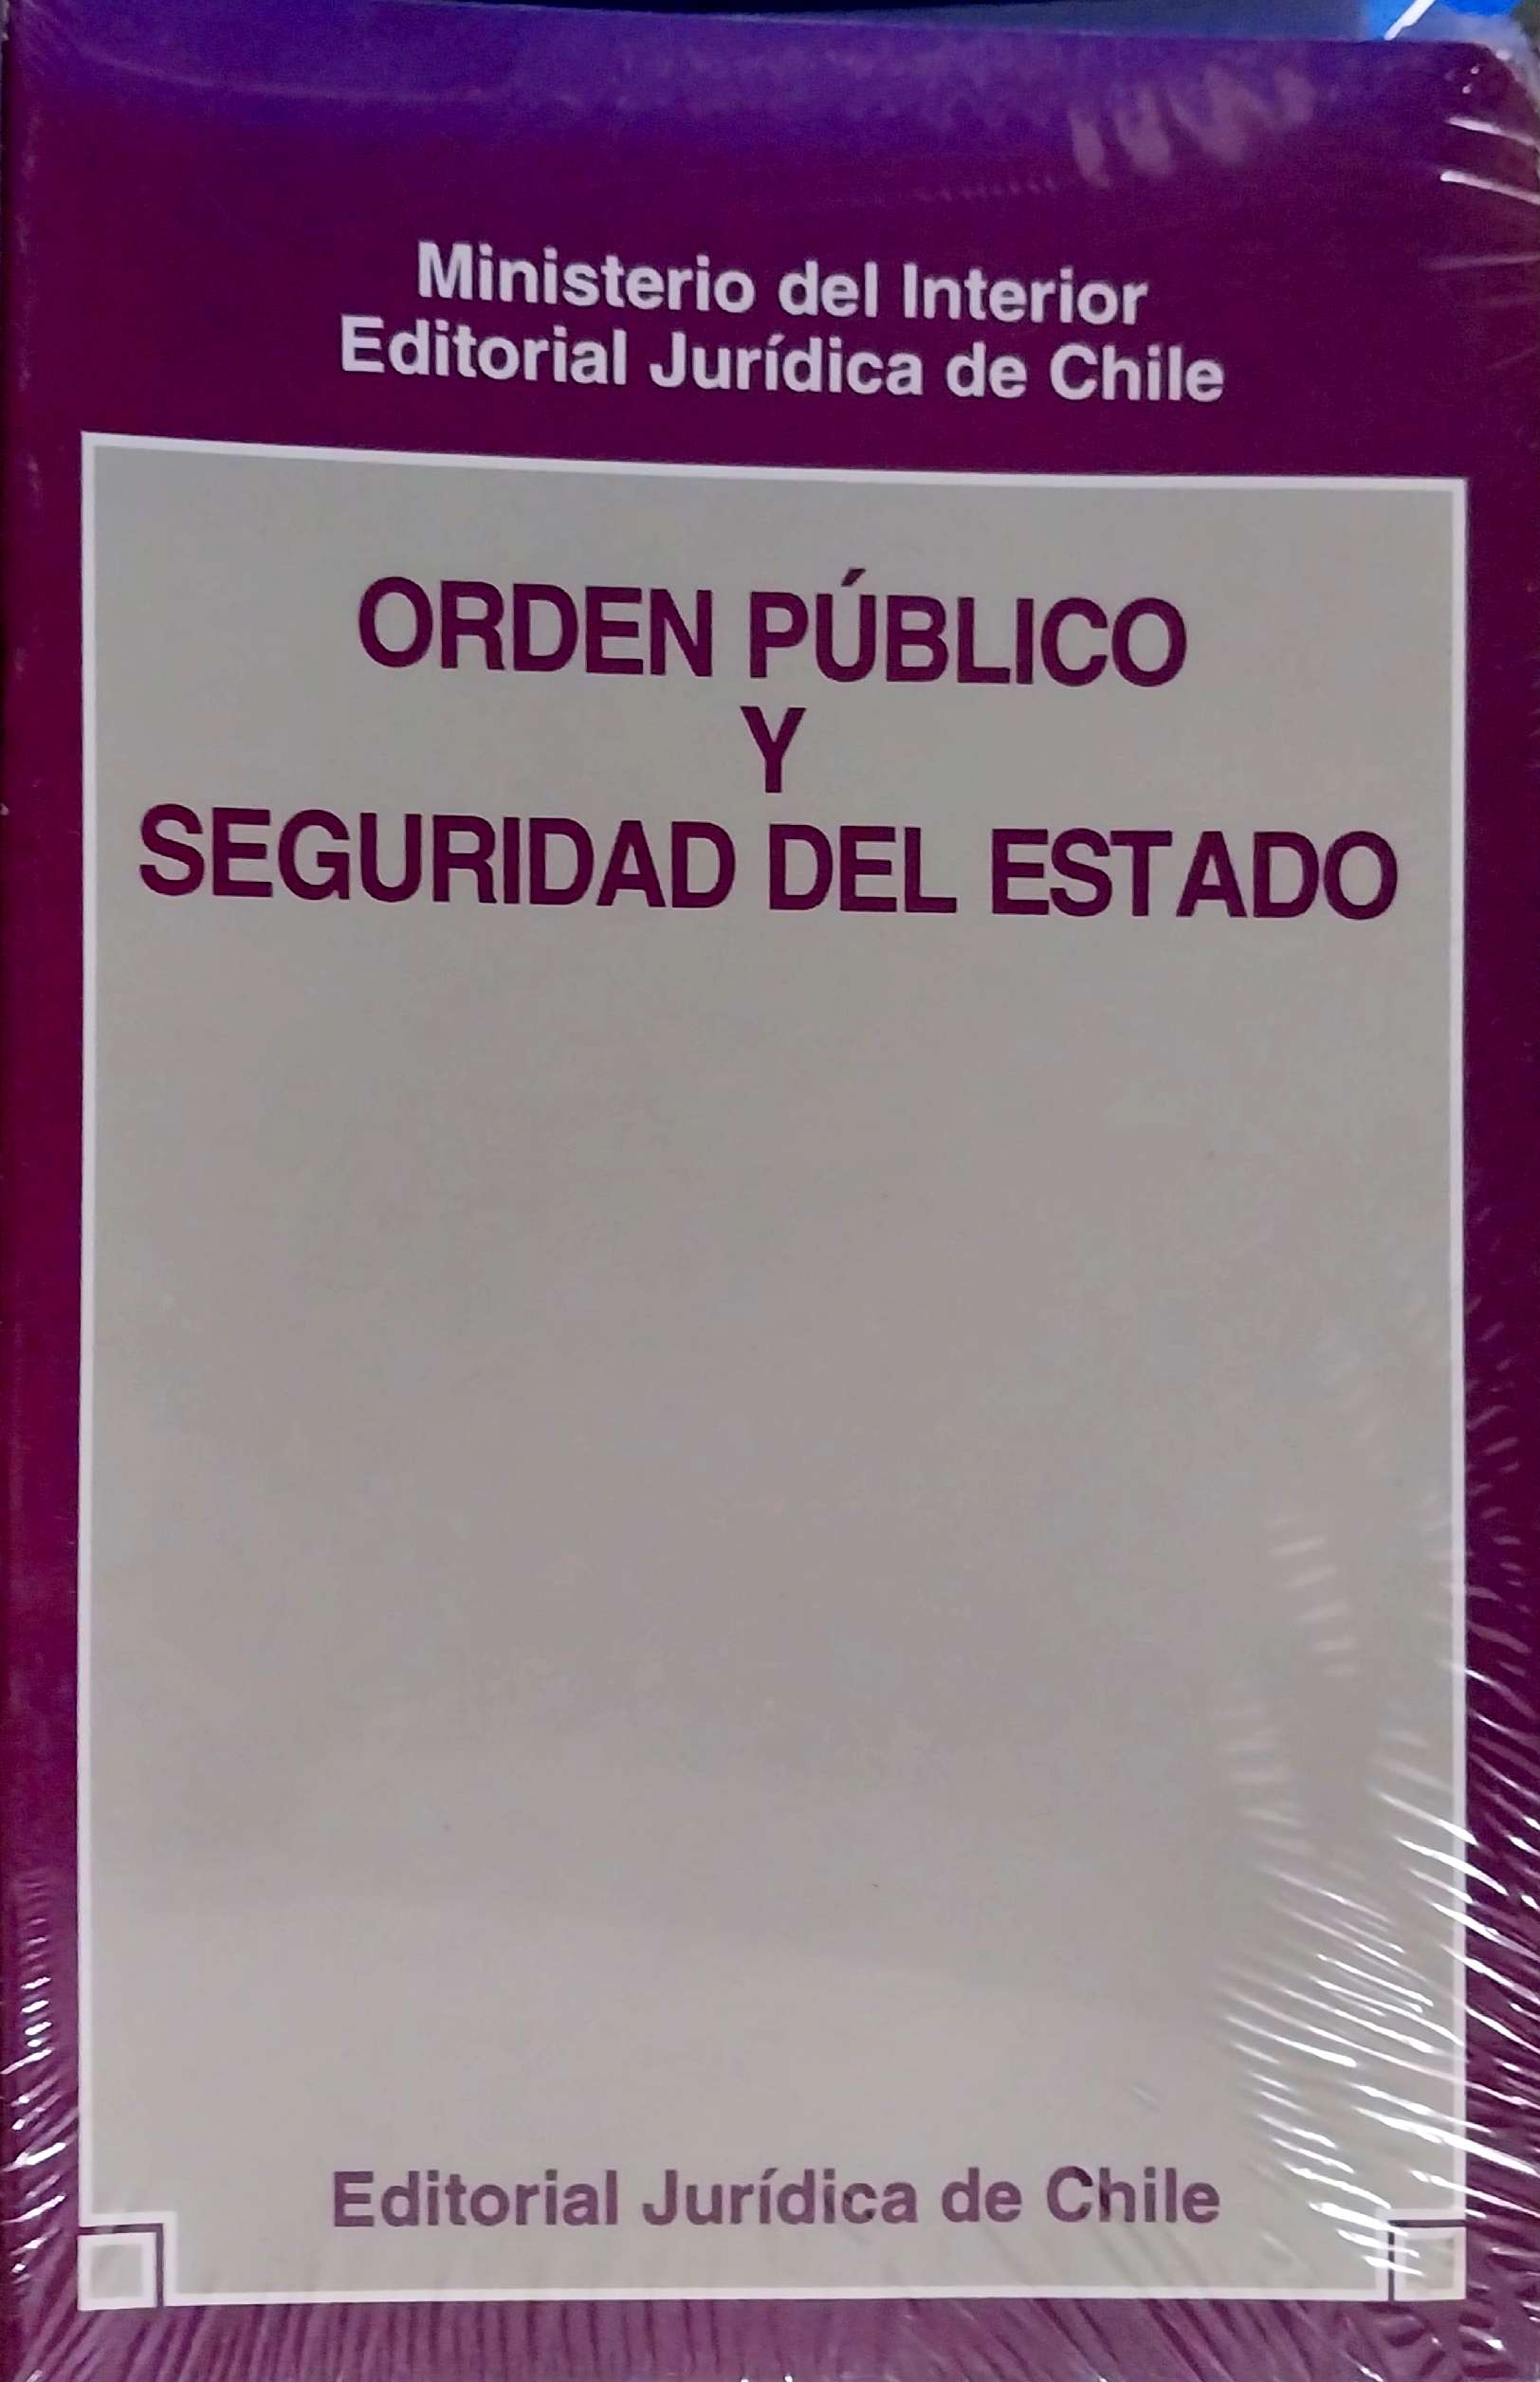 Ministerio del Interior
Editorial Jurídica de Chile
ORDEN PÚBLICO
Y
SEGURIDAD DEL ESTADO
Editorial Jurídica de Chile